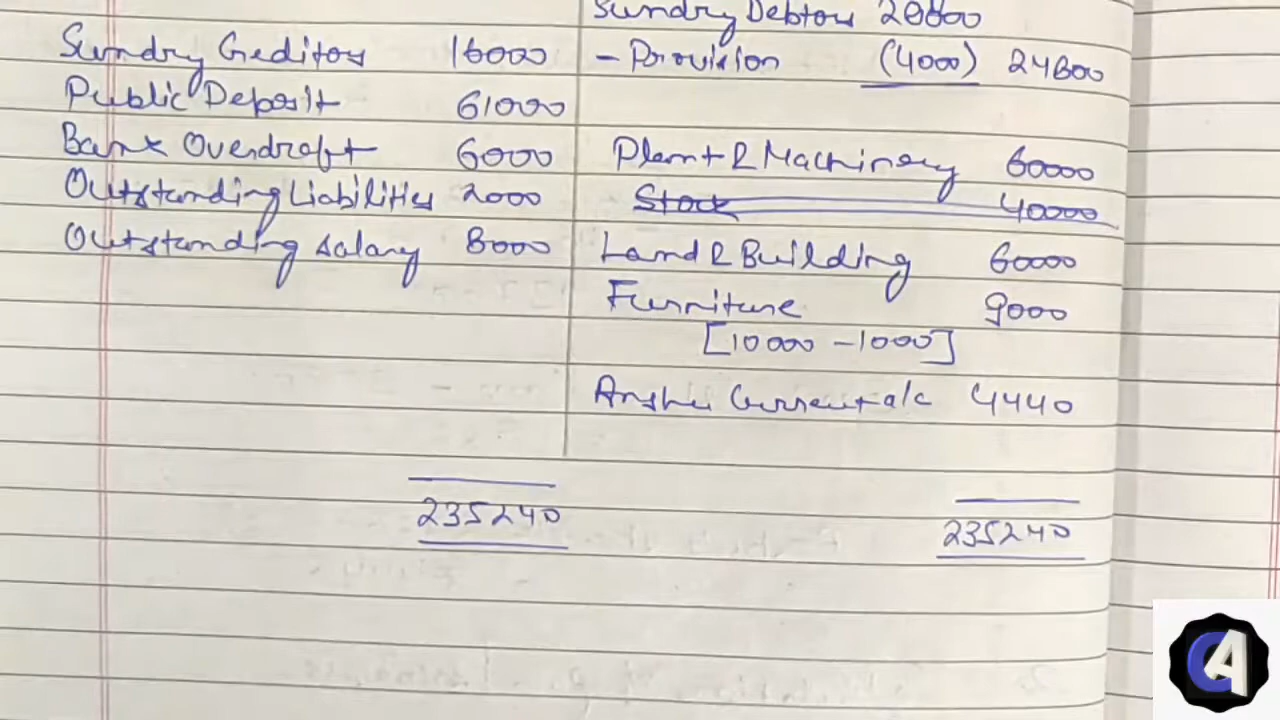 Sundry Debtors 28800
Sundry Creditors 16000 - Provision (4000) 24800
Public Deposit 61000
Bank Overdraft 6000 Plant & Machinery 60000
Outstanding Liabilities 2000 Stock 40000
Outstanding Salary 8000 Land & Building 60000
Furniture 9000
[10000 - 1000]
Anshu Current a/c 4440
235240 235240
CA